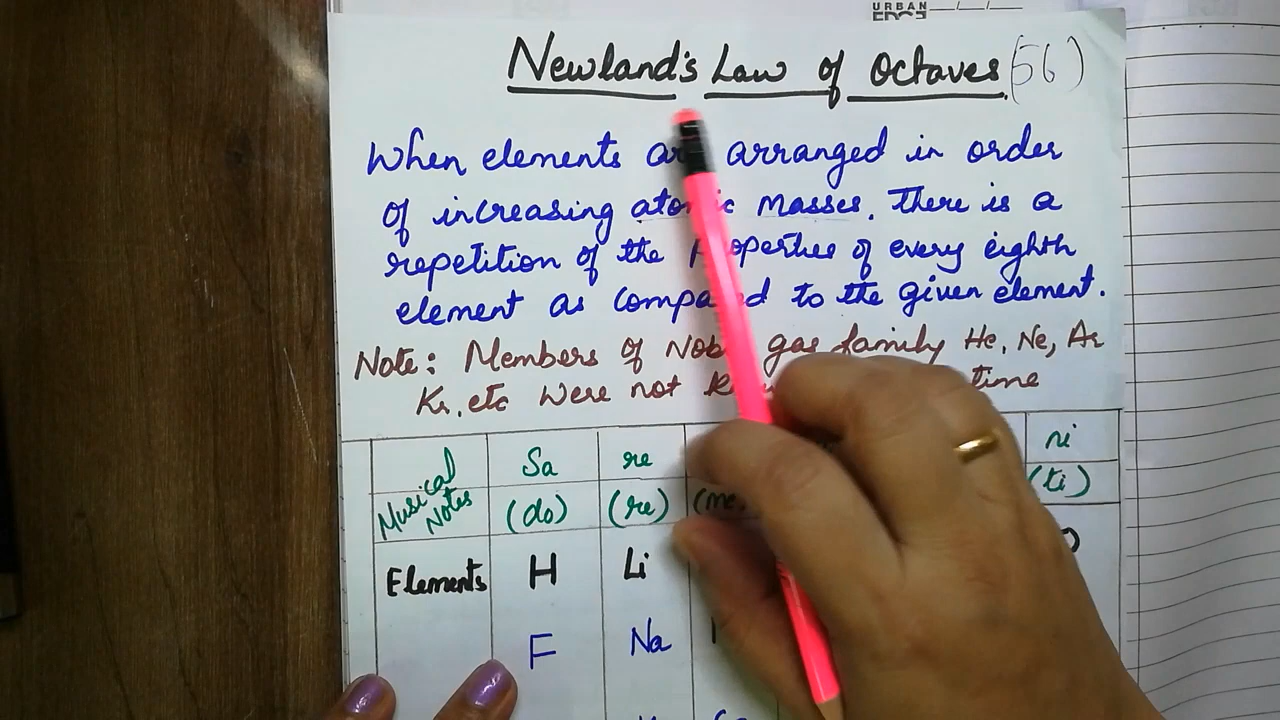 URBAN
EDGE
Newland's Law of Octaves (56)
When elements are arranged in order
of increasing atomic masses, there is a
repetition of the properties of every eighth
element as compared to the given element.
Note: Members of Noble gas family He, Ne, Ar
Kr, etc were not time
Musical Notes Sa re ni
(do) (re) (ti)
Elements H Li
F Na